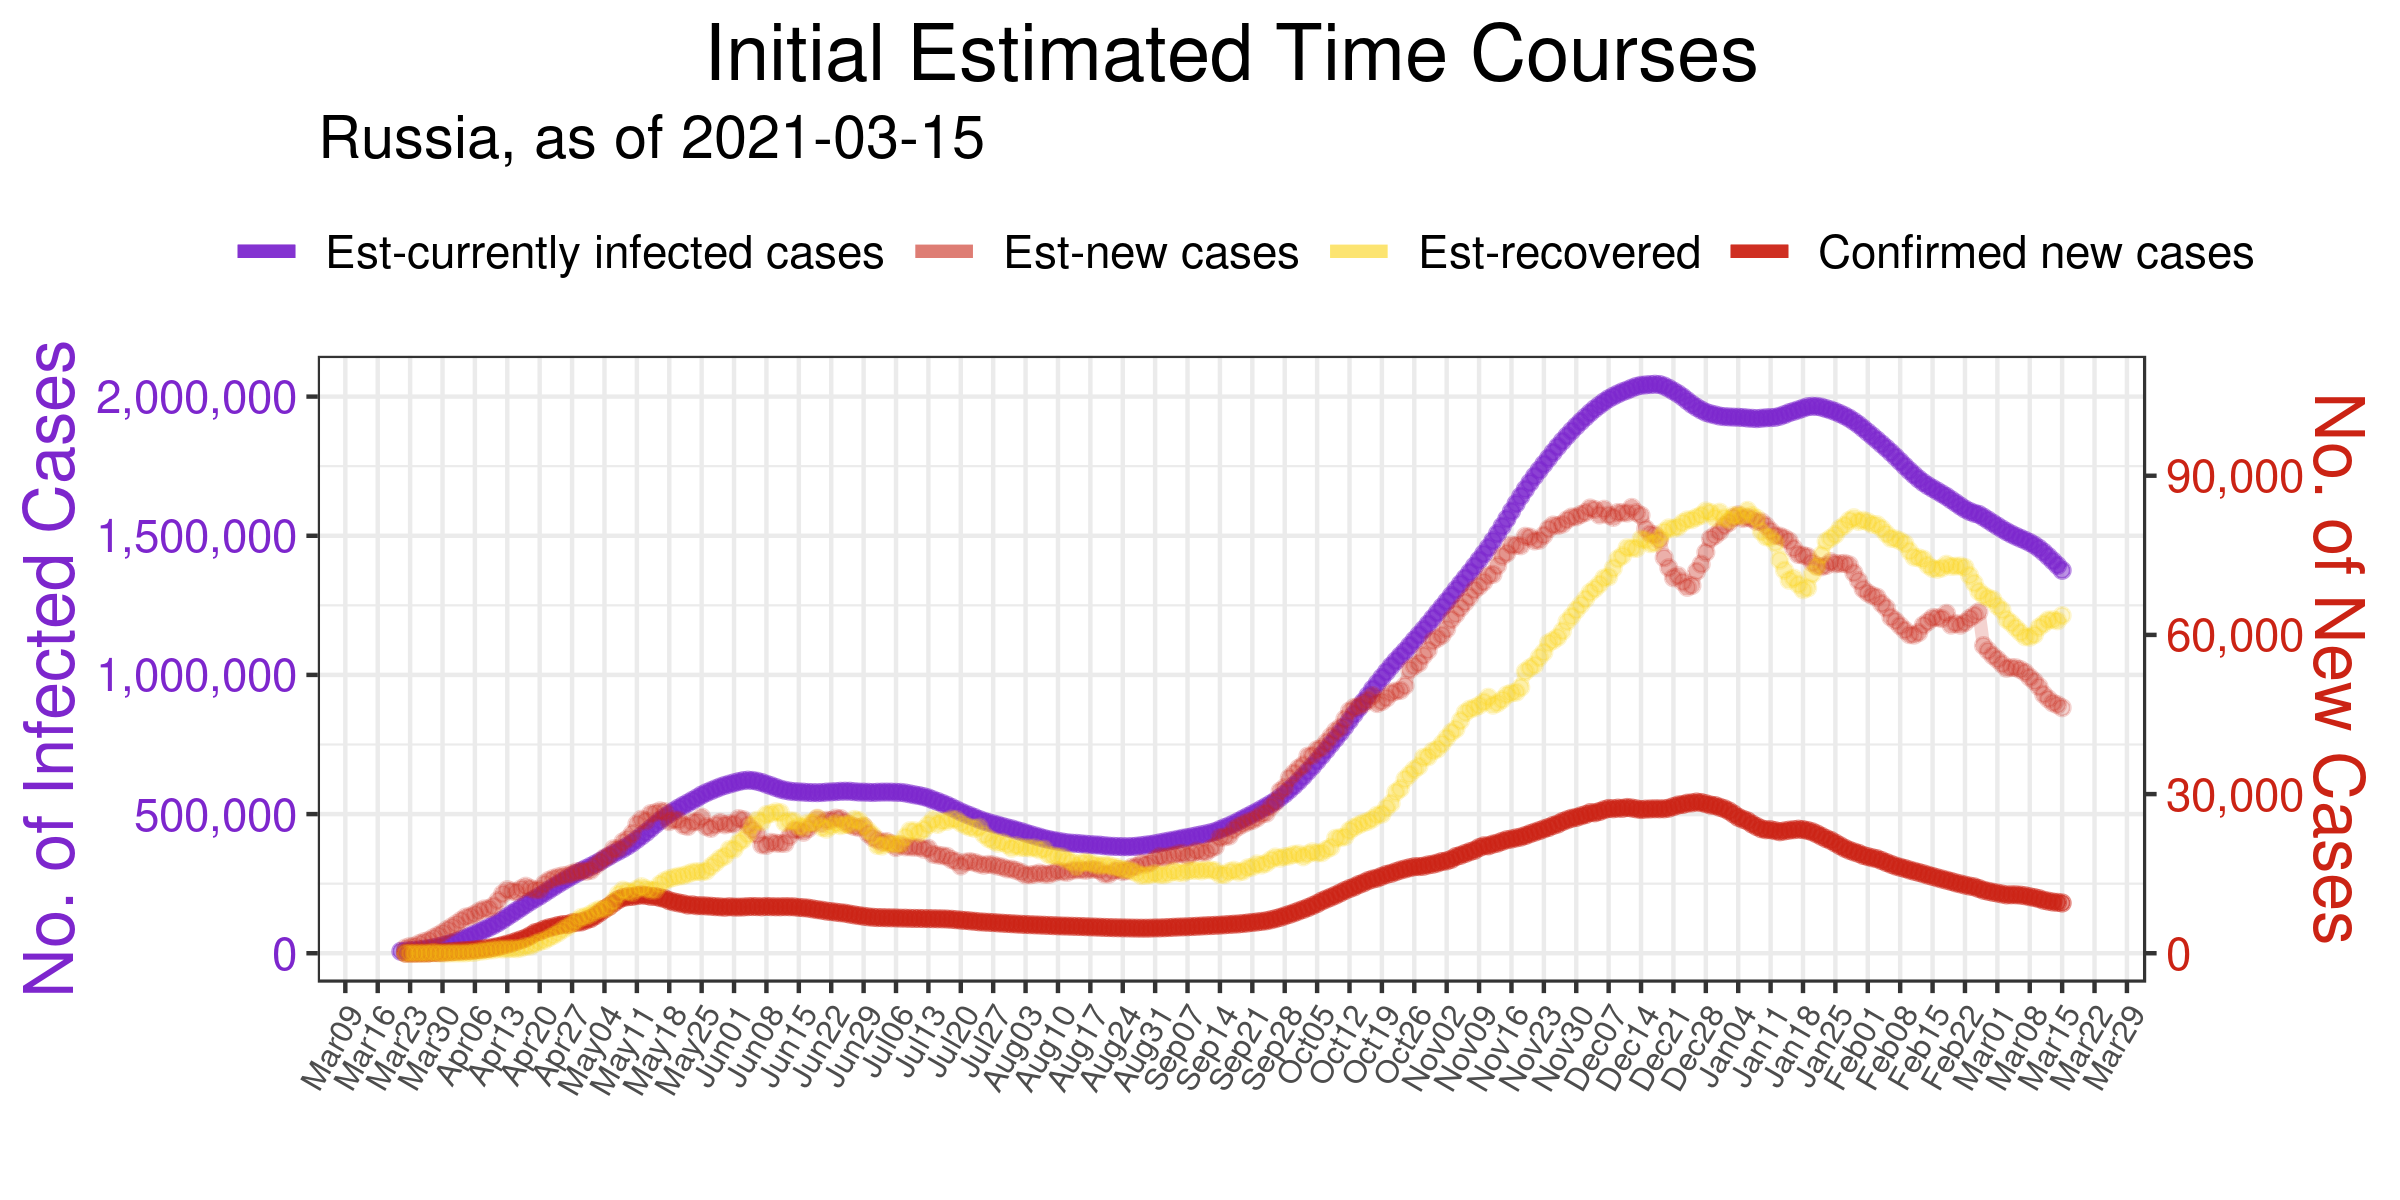 Initial Estimated Time Courses
Russia, as of 2021-03-15
Est-currently infected cases Est-new cases Est-recovered Confirmed new cases
No. of Infected Cases
2,000,000
1,500,000
1,000,000
500,000
0
No. of New Cases
90,000
60,000
30,000
0
Mar09 Mar16 Mar23 Mar30 Apr06 Apr13 Apr20 Apr27 May04 May11 May18 May25 Jun01 Jun08 Jun15 Jun22 Jun29 Jul06 Jul13 Jul20 Jul27 Aug03 Aug10 Aug17 Aug24 Aug31 Sep07 Sep14 Sep21 Sep28 Oct05 Oct12 Oct19 Oct26 Nov02 Nov09 Nov16 Nov23 Nov30 Dec07 Dec14 Dec21 Dec28 Jan04 Jan11 Jan18 Jan25 Feb01 Feb08 Feb15 Feb22 Mar01 Mar08 Mar15 Mar22 Mar29